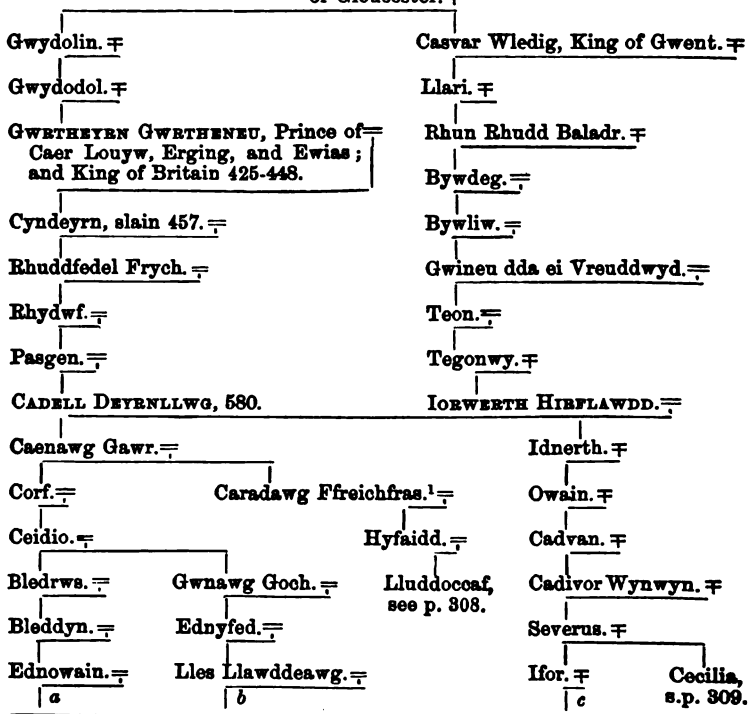 of Gloucester.
Gwydolin. Casvar Wledig, King of Gwent.
Gwydodol. Llari.
GWRTHEYRN GWRTHENEU, Prince of Rhun Rhudd Baladr.
Caer Louyw, Erging, and Ewias;
and King of Britain 425-448. Bywdeg.
Cyndeyrn, slain 457. Bywliw.
Rhuddfedel Frych. Gwineu dda ei Vreuddwyd.
Rhydwf. Teon.
Pasgen. Tegonwy.
CADELL DEYRNLLWG, 580. IORWERTH HIRFLAWDD.
Caenawg Gawr. Idnerth.
Corf. Caradawg Ffreichfras.¹ Owain.
Ceidio. Hyfaidd. Cadvan.
Bledrws. Gwnawg Goch. Lluddoccaf, Cadivor Wynwyn.
see p. 308.
Bleddyn. Ednyfed. Severus.
Ednowain. Lles Llawddeawg. Ifor. Cecilia,
a b c s.p. 309.